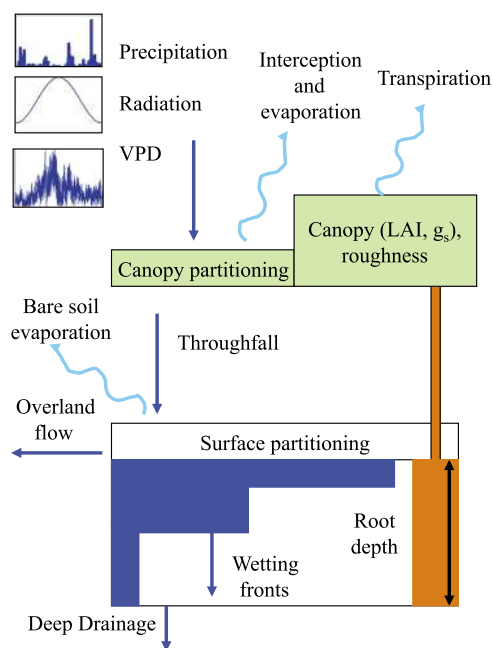 Precipitation
Radiation
VPD
Interception
and
evaporation
Transpiration
Canopy (LAI, gs),
roughness
Canopy partitioning
Bare soil
evaporation
Throughfall
Overland
flow
Surface partitioning
Root
depth
Wetting
fronts
Deep Drainage